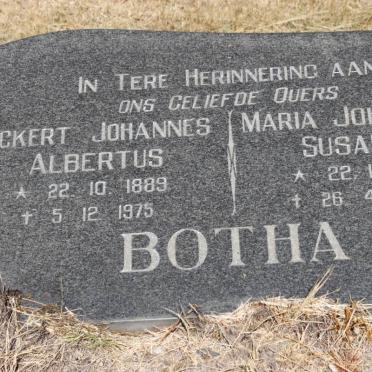 In Tere Herinnering aan
ons Geliefde Ouers
Johannes Albertus
* 22. 10. 1889
+ 5. 12. 1975
Maria
* 22.
+ 26
BOTHA